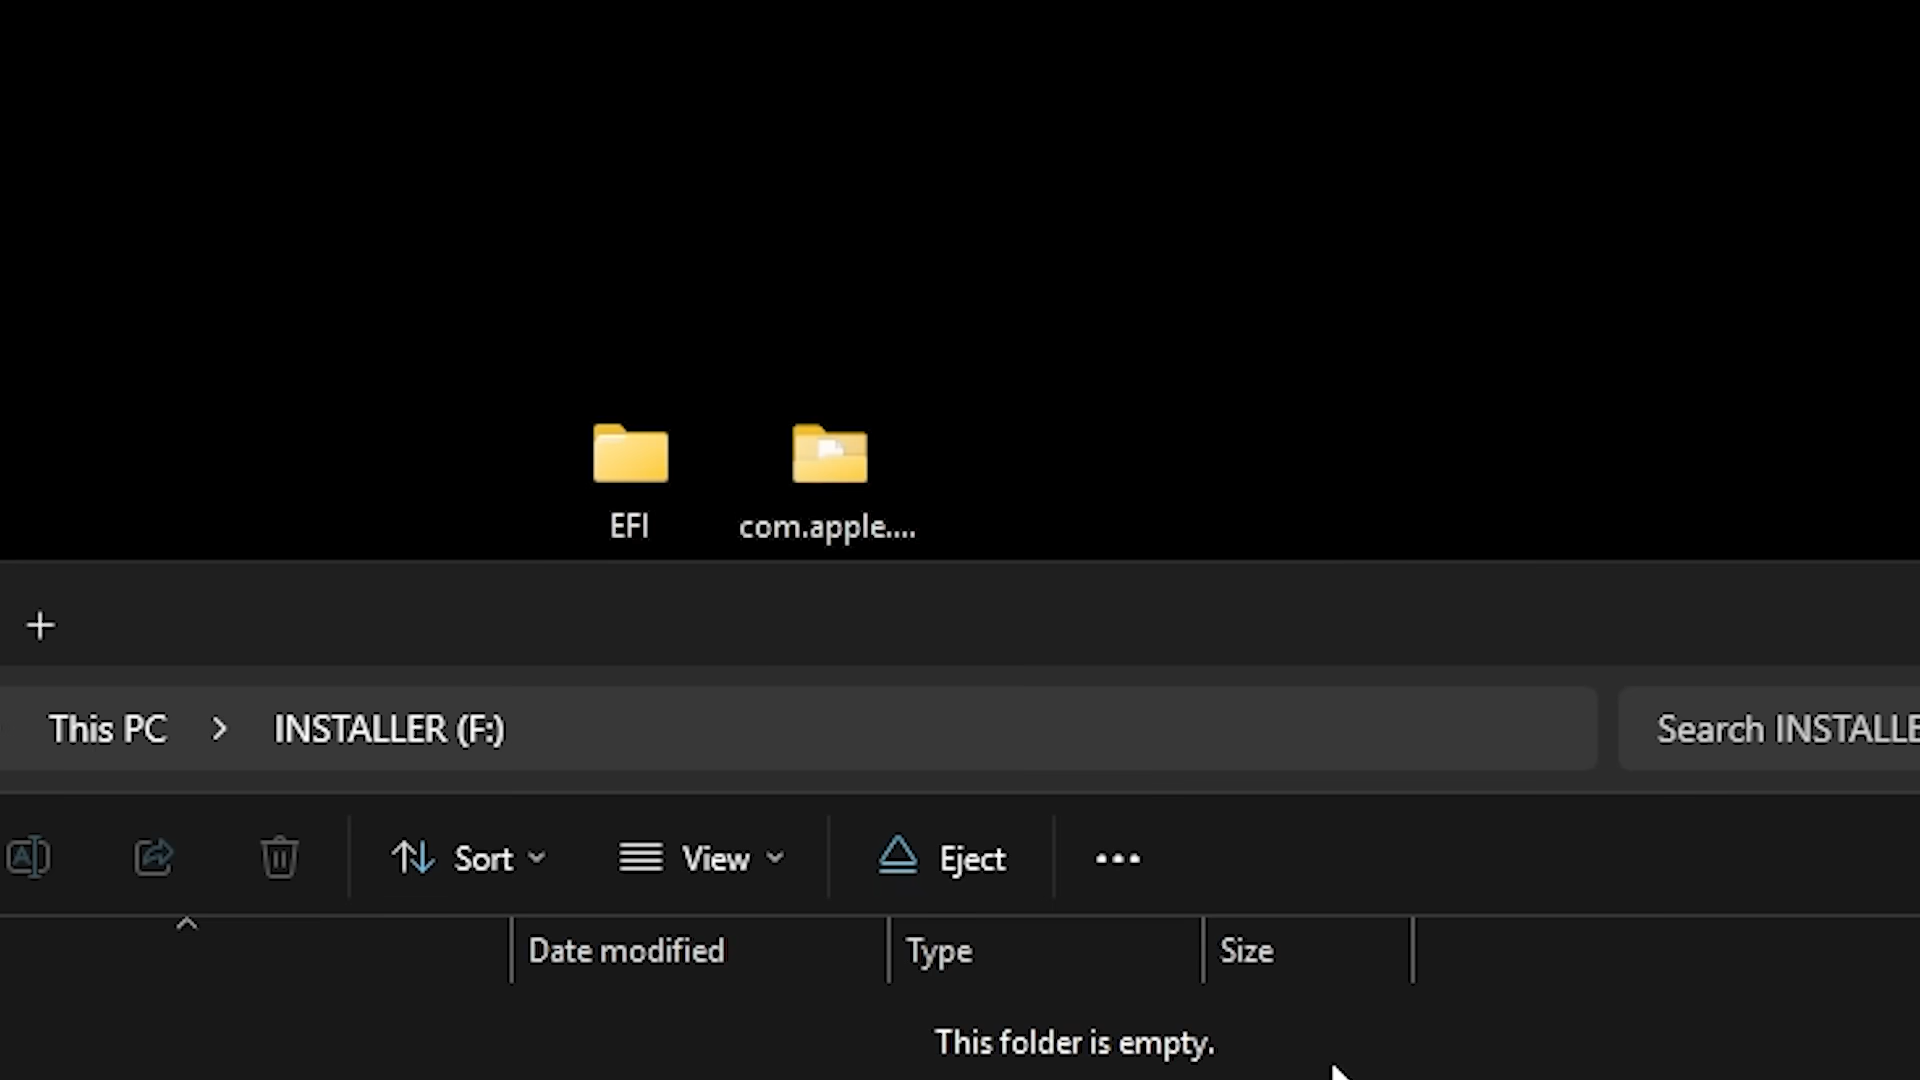 EFI
com.apple....
This PC > INSTALLER (F:)
Search INSTALLE
Sort
View
Eject
Date modified
Type
Size
This folder is empty.